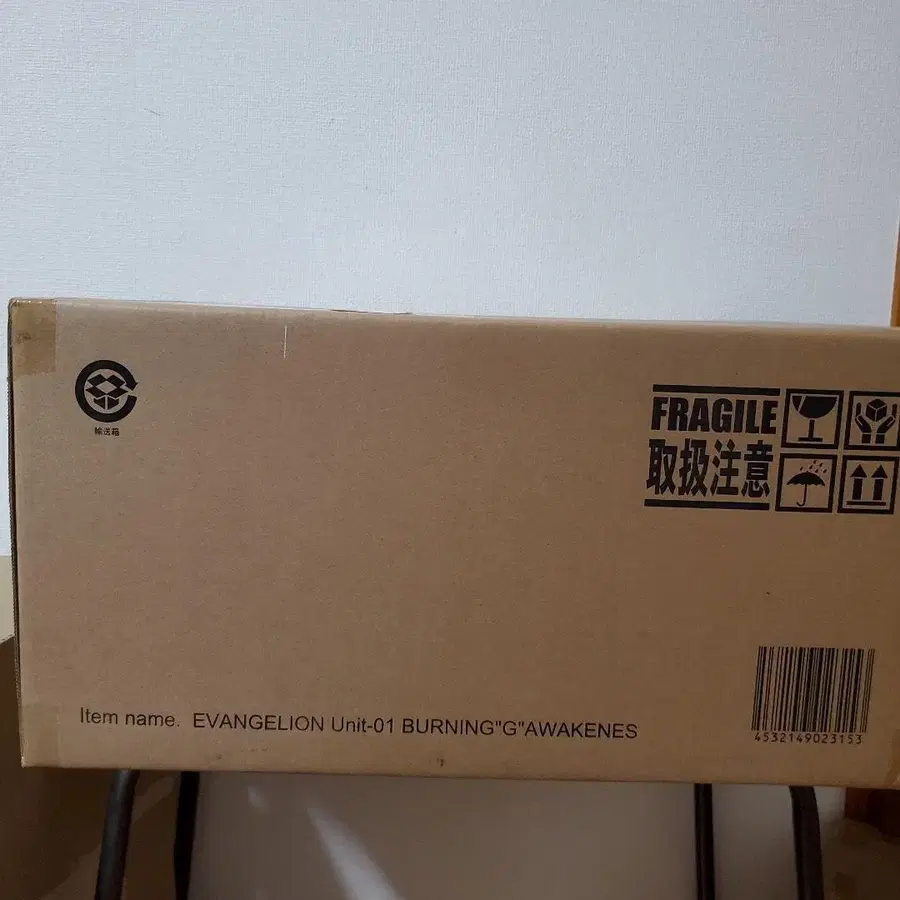 輸送箱
FRAGILE
取扱注意
Item name. EVANGELION Unit-01 BURNING"G"AWAKENES
4532149023153